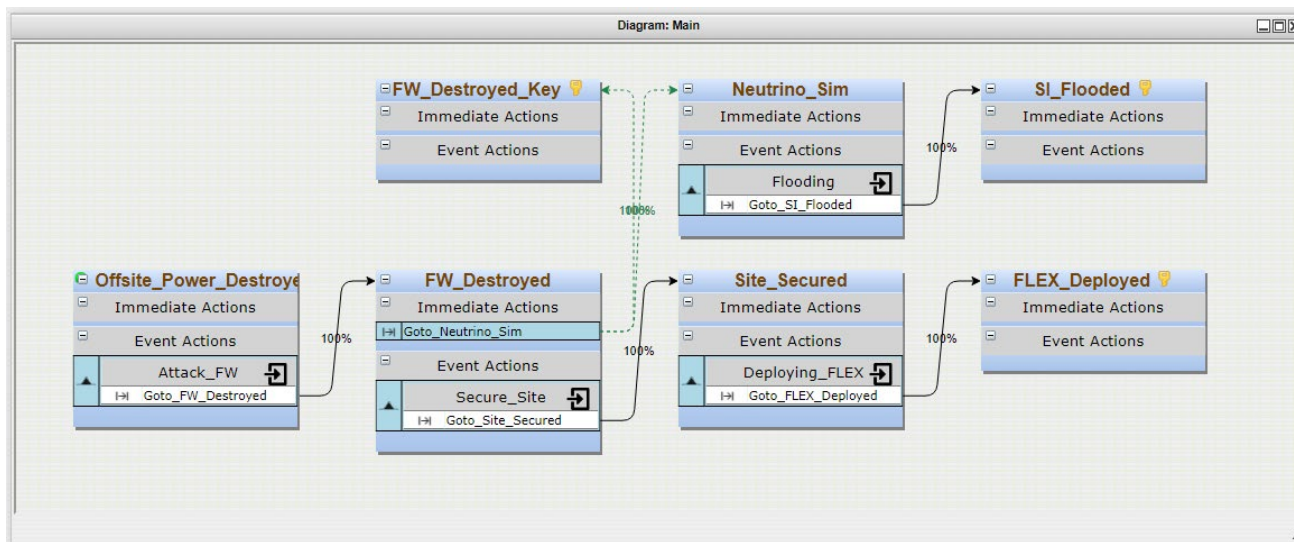 Diagram: Main
FW_Destroyed_Key
Immediate Actions
Event Actions
Neutrino_Sim
Immediate Actions
Event Actions
Flooding
Goto_SI_Flooded
100%
SI_Flooded
Immediate Actions
Event Actions
Offsite_Power_Destroye
Immediate Actions
Event Actions
Attack_FW
Goto_FW_Destroyed
100%
FW_Destroyed
Immediate Actions
Goto_Neutrino_Sim
Event Actions
Secure_Site
Goto_Site_Secured
100%
Site_Secured
Immediate Actions
Event Actions
Deploying_FLEX
Goto_FLEX_Deployed
100%
FLEX_Deployed
Immediate Actions
Event Actions